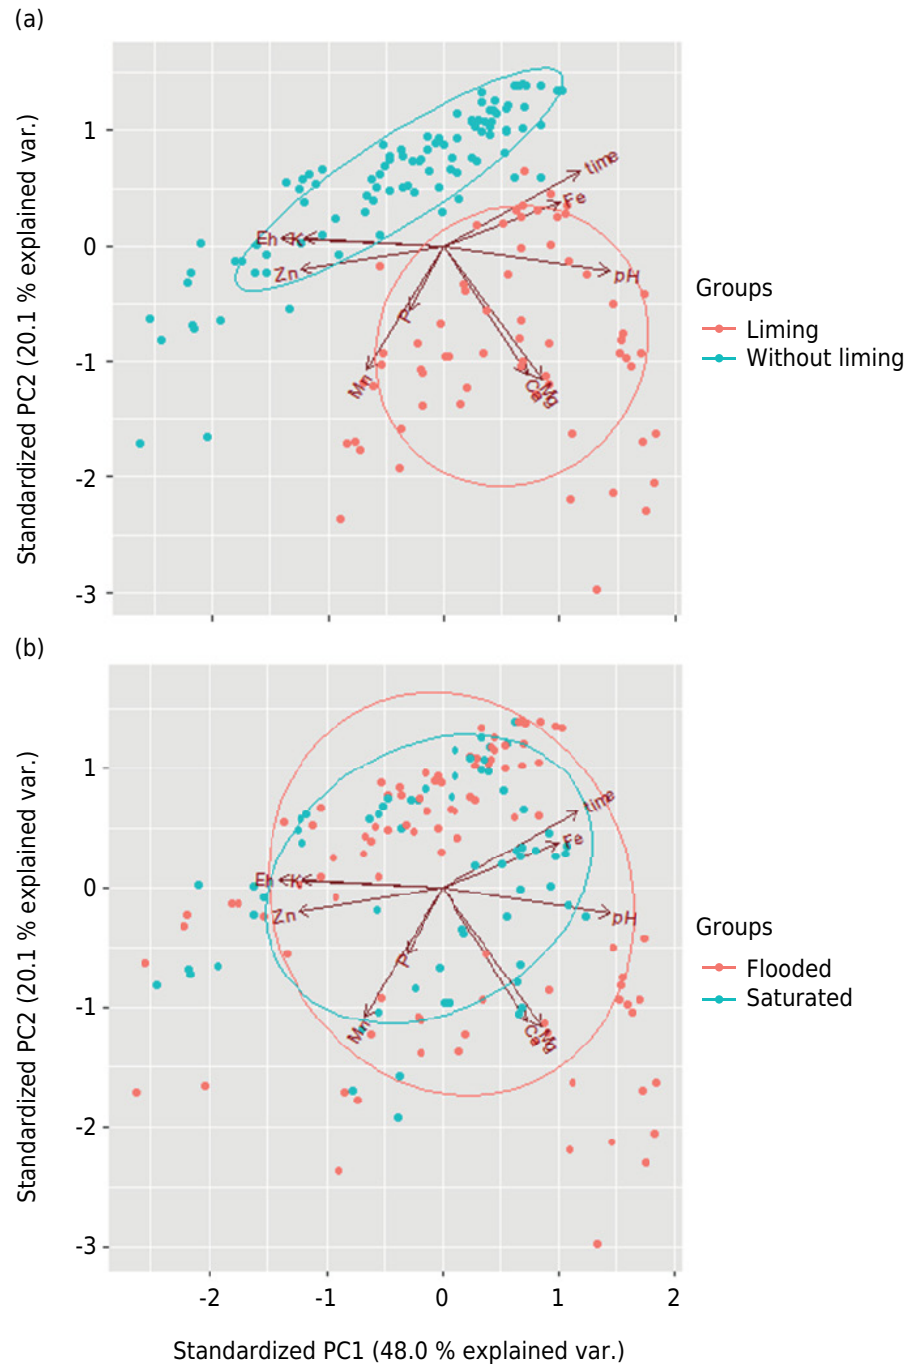 (a)
Standardized PC2 (20.1 % explained var.)
1
0
-1
-2
-3
time
Fe
Eh
K
Zn
pH
P
Mn
Ca
Mg
Groups
Liming
Without liming
(b)
Standardized PC2 (20.1 % explained var.)
1
0
-1
-2
-3
time
Fe
Eh
K
Zn
pH
P
Mn
Ca
Mg
Groups
Flooded
Saturated
-2
-1
0
1
2
Standardized PC1 (48.0 % explained var.)